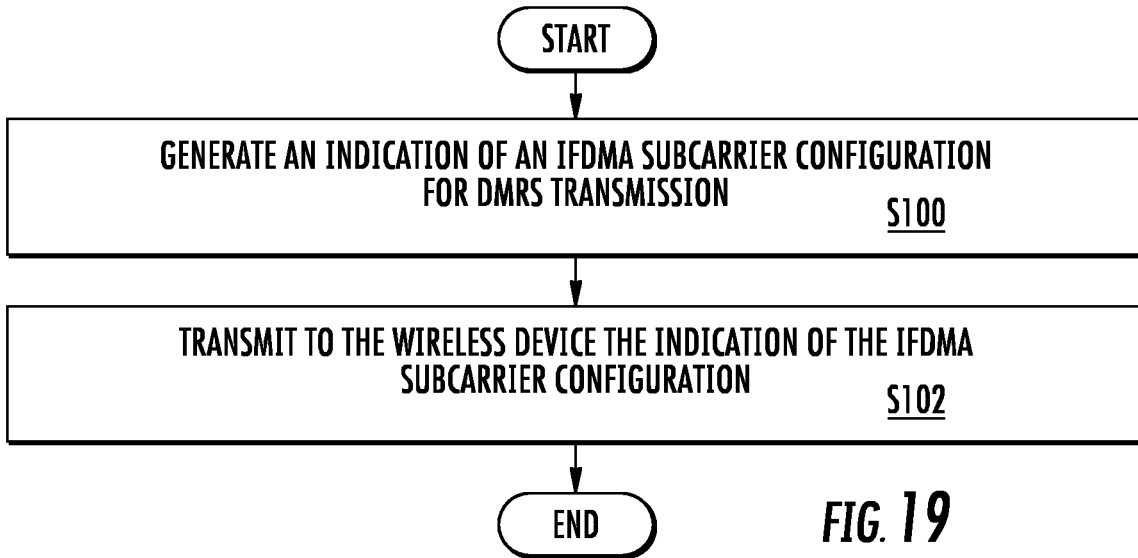 START
GENERATE AN INDICATION OF AN IFDMA SUBCARRIER CONFIGURATION
FOR DMRS TRANSMISSION
S100
TRANSMIT TO THE WIRELESS DEVICE THE INDICATION OF THE IFDMA
SUBCARRIER CONFIGURATION
S102
END
FIG. 19